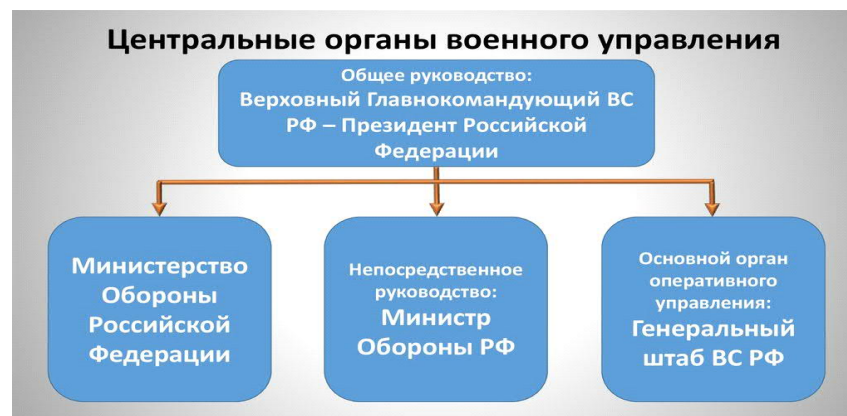 Центральные органы военного управления
Общее руководство:
Верховный Главнокомандующий ВС
РФ – Президент Российской
Федерации
Министерство
Обороны
Российской
Федерации
Непосредственное
руководство:
Министр
Обороны РФ
Основной орган
оперативного
управления:
Генеральный
штаб ВС РФ